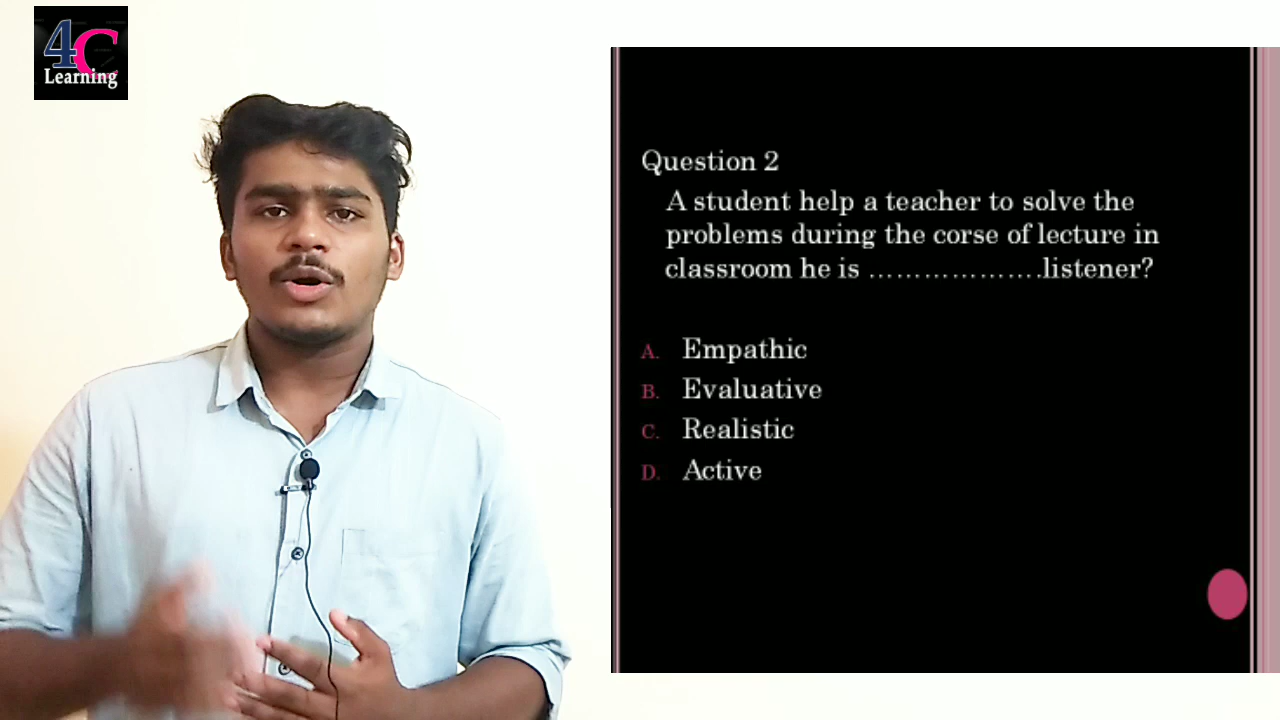 4C
Learning
Question 2
A student help a teacher to solve the
problems during the corse of lecture in
classroom he is ………………..listener?
A. Empathic
B. Evaluative
C. Realistic
D. Active